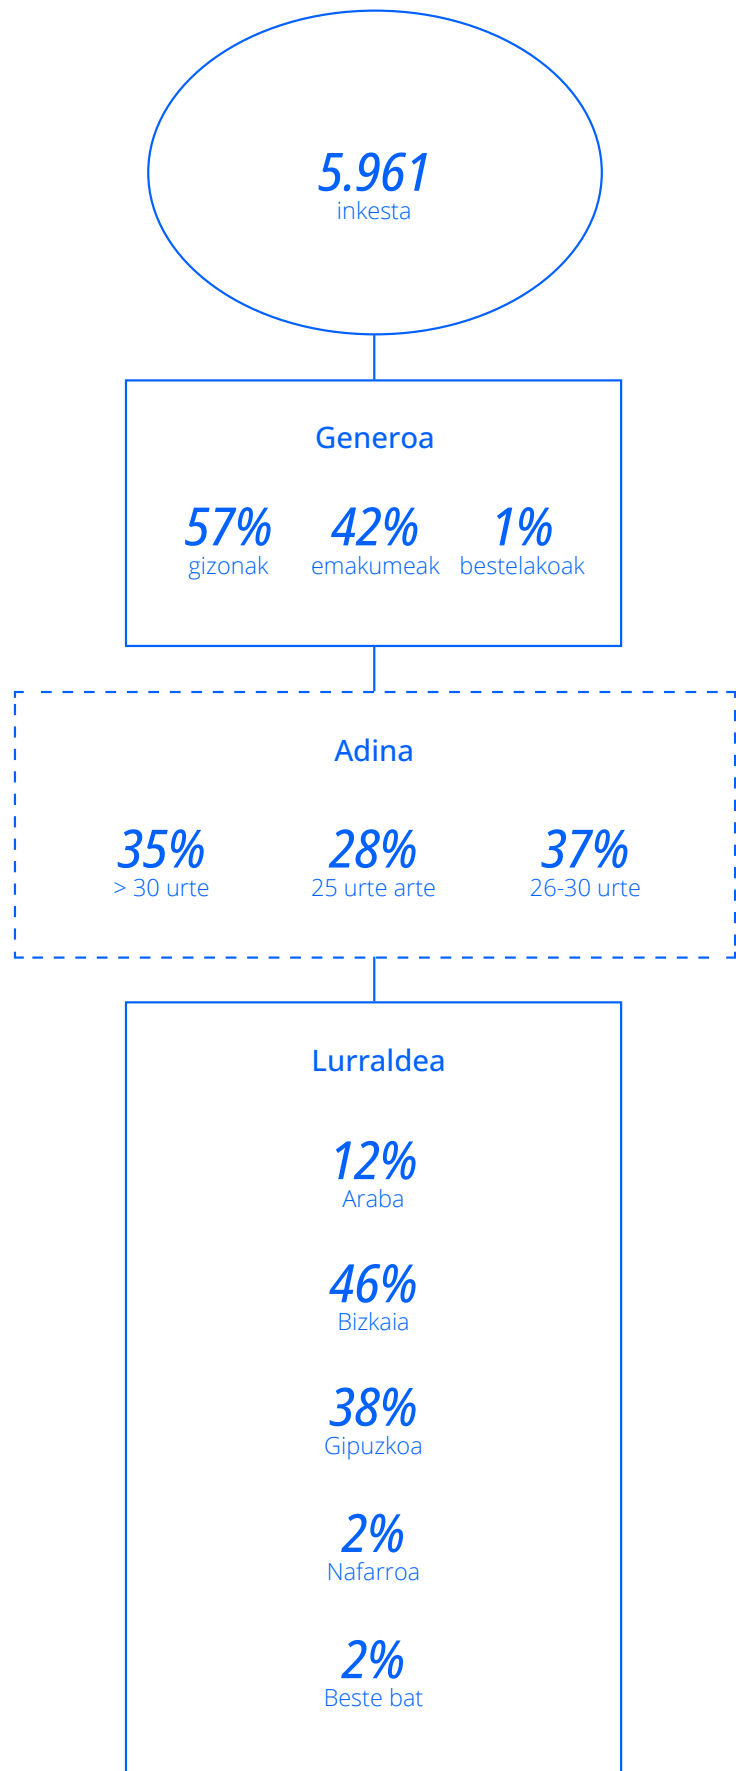 5.961
inkesta
Generoa
57% 42% 1%
gizonak emakumeak bestelakoak
Adina
35% 28% 37%
> 30 urte 25 urte arte 26-30 urte
Lurraldea
12%
Araba
46%
Bizkaia
38%
Gipuzkoa
2%
Nafarroa
2%
Beste bat